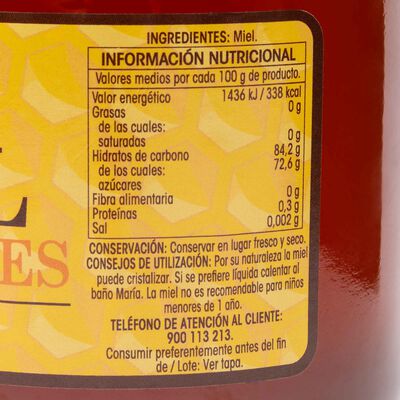 L
ES
INGREDIENTES: Miel.
INFORMACIÓN NUTRICIONAL
Valores medios por cada 100 g de producto.
Valor energético 1436 kJ / 338 kcal
Grasas 0 g
de las cuales:
saturadas 0 g
Hidratos de carbono 84,2 g
de los cuales: 72,6 g
azúcares
Fibra alimentaria 0 g
Proteínas 0,3 g
Sal 0,002 g
CONSERVACIÓN: Conservar en lugar fresco y seco.
CONSEJOS DE UTILIZACIÓN: Por su naturaleza la miel
puede cristalizar. Si se prefiere líquida calentar al
baño María. La miel no es recomendable para niños
menores de 1 año.
TELÉFONO DE ATENCIÓN AL CLIENTE:
900 113 213.
Consumir preferentemente antes del fin
de / Lote: Ver tapa.